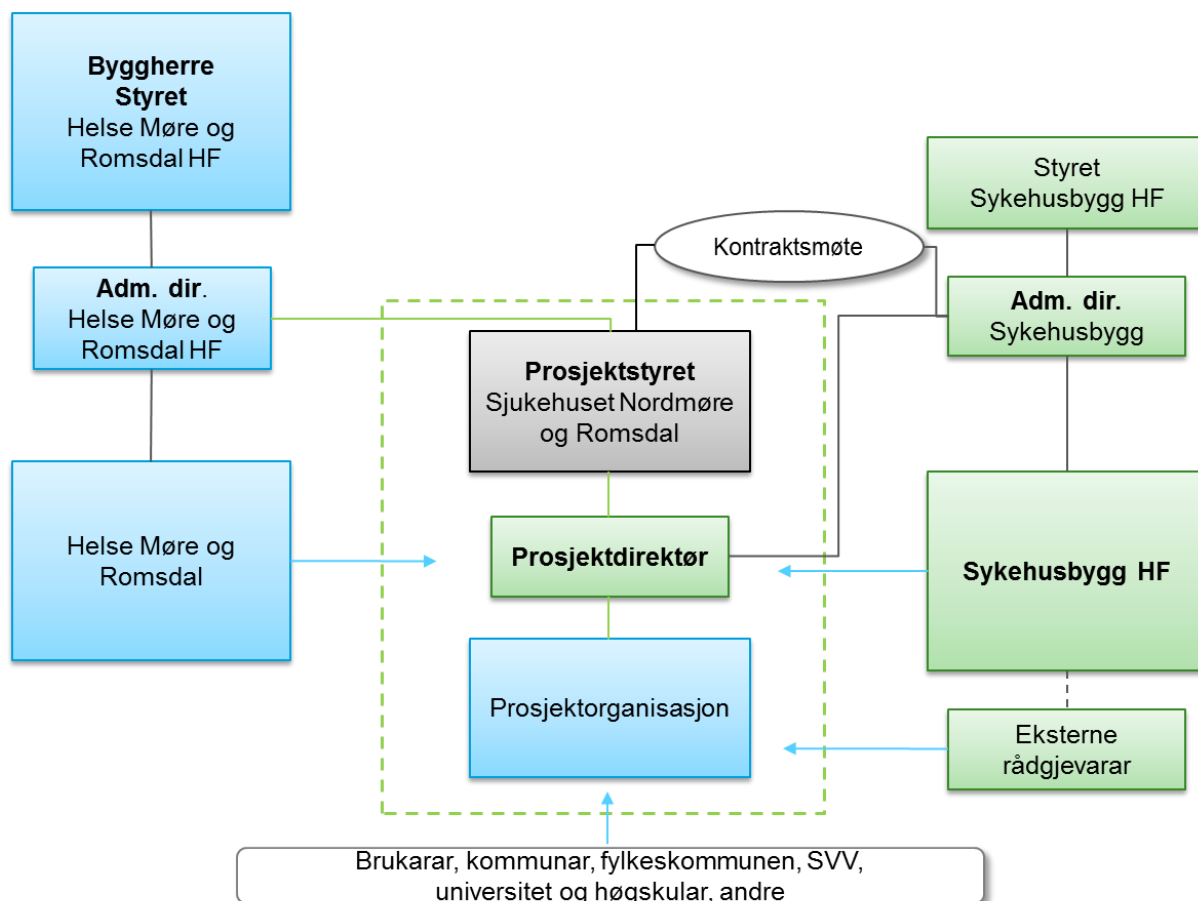 Byggherre
Styret
Helse Møre og
Romsdal HF
Styret
Sykehusbygg HF
Kontraktsmøte
Adm. dir.
Helse Møre og
Romsdal HF
Adm. dir.
Sykehusbygg
Prosjektstyret
Sjukehuset Nordmøre
og Romsdal
Helse Møre og
Romsdal
Prosjektdirektør
Sykehusbygg HF
Prosjektorganisasjon
Eksterne
rådgjevarar
Brukarar, kommunar, fylkeskommunen, SVV,
universitet og høgskular, andre